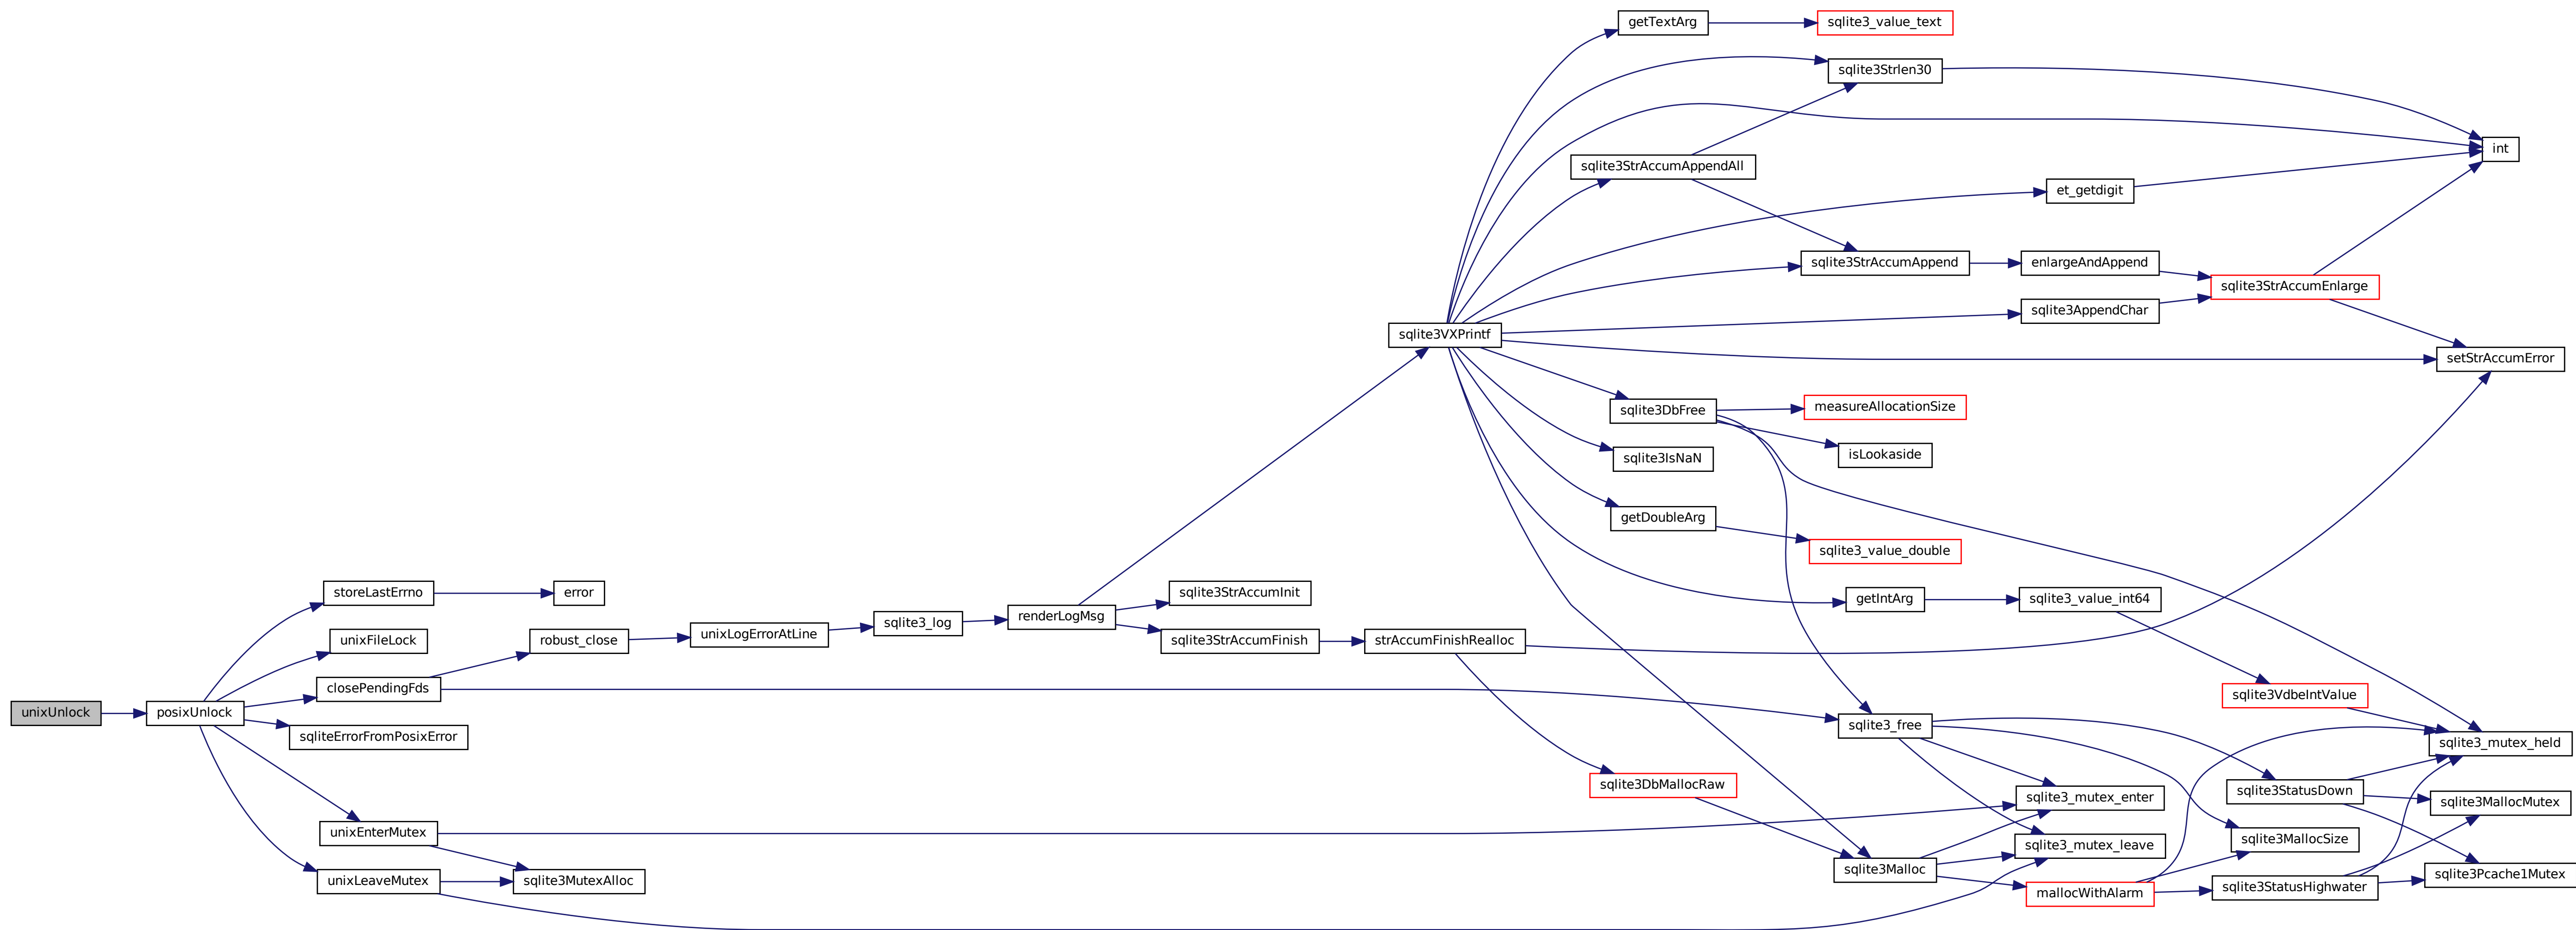 getTextArg
sqlite3_value_text
sqlite3Strlen30
int
sqlite3StrAccumAppendAll
et_getdigit
sqlite3StrAccumAppend
enlargeAndAppend
sqlite3StrAccumEnlarge
sqlite3AppendChar
sqlite3VXPrintf
setStrAccumError
sqlite3DbFree
measureAllocationSize
isLookaside
sqlite3IsNaN
getDoubleArg
sqlite3_value_double
storeLastErrno
error
sqlite3StrAccumInit
getIntArg
sqlite3_value_int64
renderLogMsg
sqlite3_log
unixLogErrorAtLine
unixFileLock
robust_close
sqlite3StrAccumFinish
strAccumFinishRealloc
closePendingFds
sqlite3VdbeIntValue
unixUnlock
posixUnlock
sqlite3_free
sqliteErrorFromPosixError
sqlite3_mutex_held
sqlite3DbMallocRaw
sqlite3StatusDown
sqlite3_mutex_enter
sqlite3MallocMutex
unixEnterMutex
sqlite3MallocSize
sqlite3_mutex_leave
sqlite3Malloc
sqlite3Pcache1Mutex
unixLeaveMutex
sqlite3MutexAlloc
mallocWithAlarm
sqlite3StatusHighwater